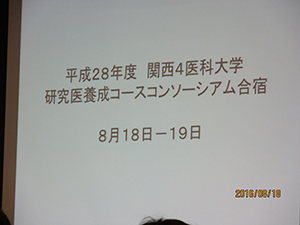 平成28年度 関西4医科大学
研究医養成コースコンソーシアム合宿
8月18日－19日
2016/08/18